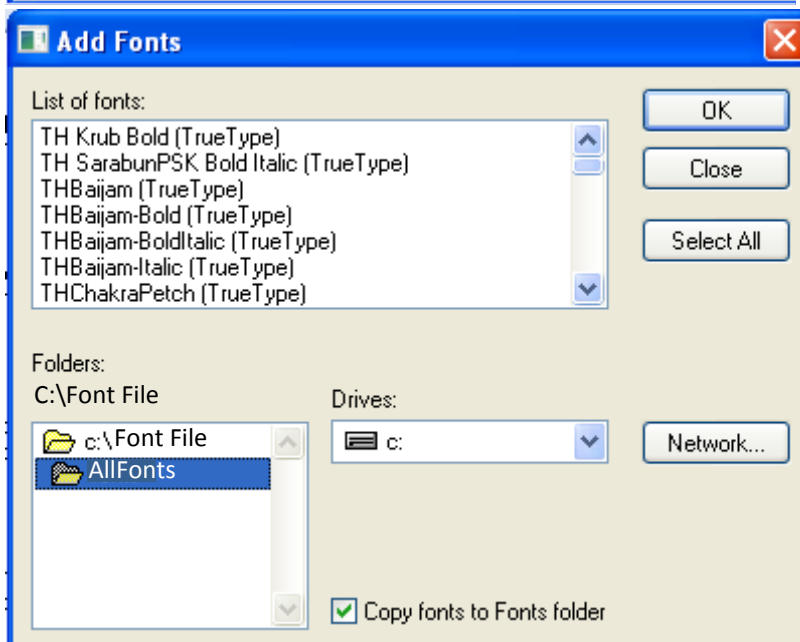 Add Fonts
List of fonts:
TH Krub Bold (TrueType)
TH SarabunPSK Bold Italic (TrueType)
THBaijam (TrueType)
THBaijam-Bold (TrueType)
THBaijam-BoldItalic (TrueType)
THBaijam-Italic (TrueType)
THChakraPetch (TrueType)
OK
Close
Select All
Folders:
C:\Font File
c:\Font File
AllFonts
Drives:
c:
Network...
Copy fonts to Fonts folder